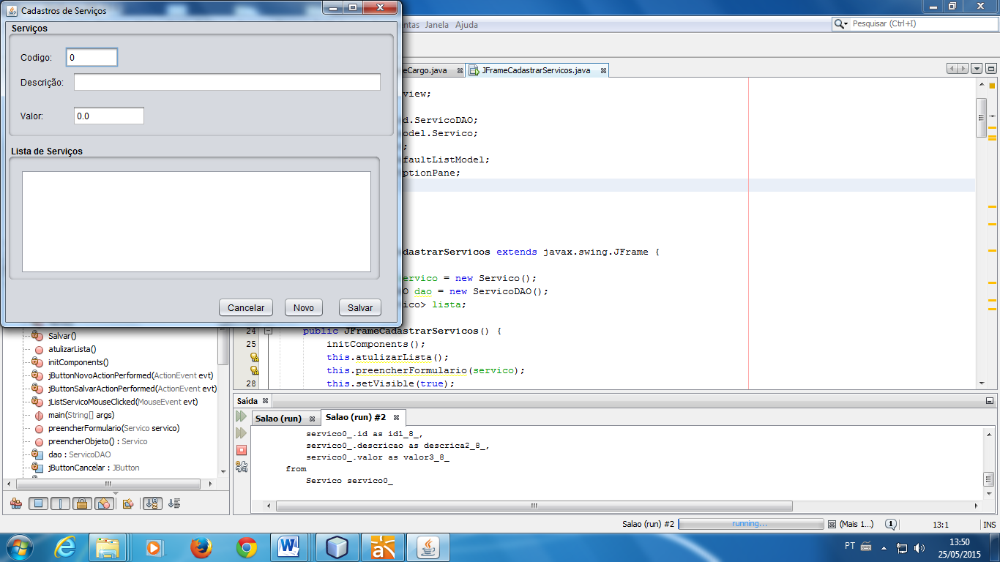 Cadastros de Serviços
Serviços
Codigo: 0
Descrição:
Valor: 0.0
Lista de Serviços
Cancelar Novo Salvar
ntas Janela Ajuda
Pesquisar (Ctrl+I)
eCargo.java JFrameCadastrarServicos.java
view;
d.ServicoDAO;
odel.Servico;
;
faultListModel;
ptionPane;
dastrarServicos extends javax.swing.JFrame {
ervico = new Servico();
O dao = new ServicoDAO();
ico> lista;
24 public JFrameCadastrarServicos() {
25 initComponents();
this.atulizarLista();
this.preencherFormulario(servico);
28 this.setVisible(true);
Salvar()
atulizarLista()
initComponents()
jButtonNovoActionPerformed(ActionEvent evt)
jButtonSalvarActionPerformed(ActionEvent evt)
jListServicoMouseClicked(MouseEvent evt)
main(String[] args)
preencherFormulario(Servico servico)
preencherObjeto() : Servico
dao : ServicoDAO
jButtonCancelar : JButton
Saída
Salao (run) Salao (run) #2
servico0_.id as id1_8_,
servico0_.descricao as descrica2_8_,
servico0_.valor as valor3_8_
from
Servico servico0_
Salao (run) #2 running... (Mais 1...) 1 13:1 INS
PT 13:50
25/05/2015